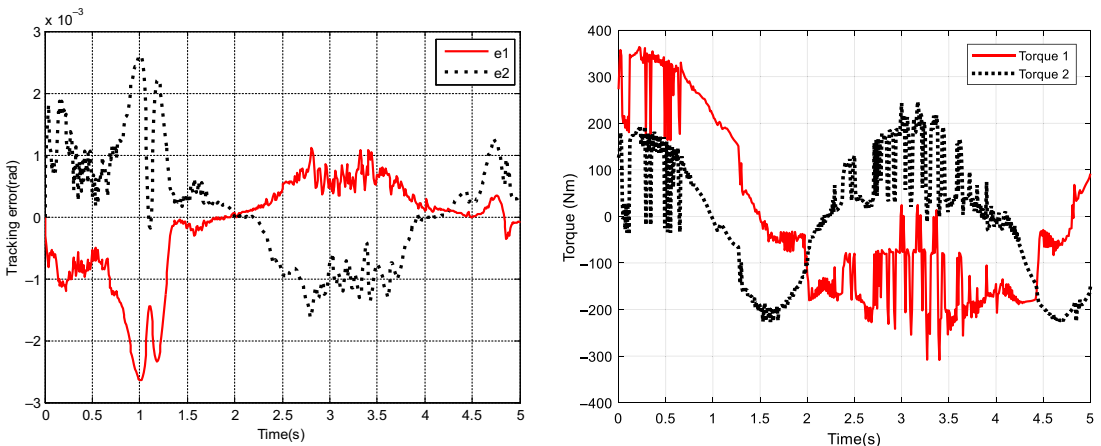 x 10⁻³
3
2
1
0
−1
−2
−3
0 0.5 1 1.5 2 2.5 3 3.5 4 4.5 5
Time(s)
Tracking error(rad)
e1
e2
400
300
200
100
0
−100
−200
−300
−400
0 0.5 1 1.5 2 2.5 3 3.5 4 4.5 5
Time(s)
Torque (Nm)
Torque 1
Torque 2